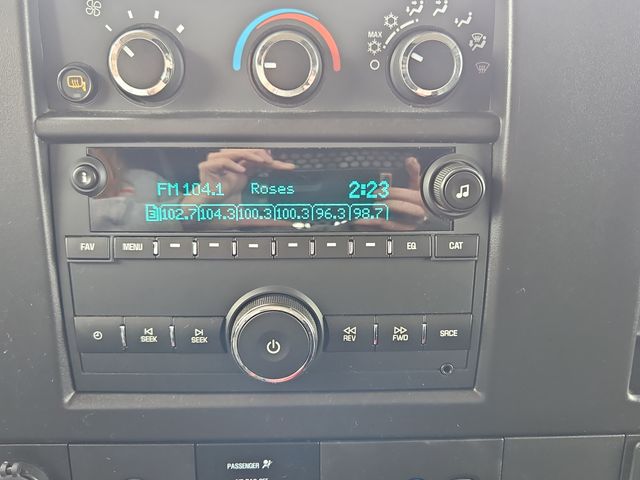 MAX
FM 104.1 Roses 2:23
3 102.7 104.3 100.3 100.3 96.3 98.7
FAV MENU EQ CAT
SEEK SEEK REV FWD SRCE
PASSENGER